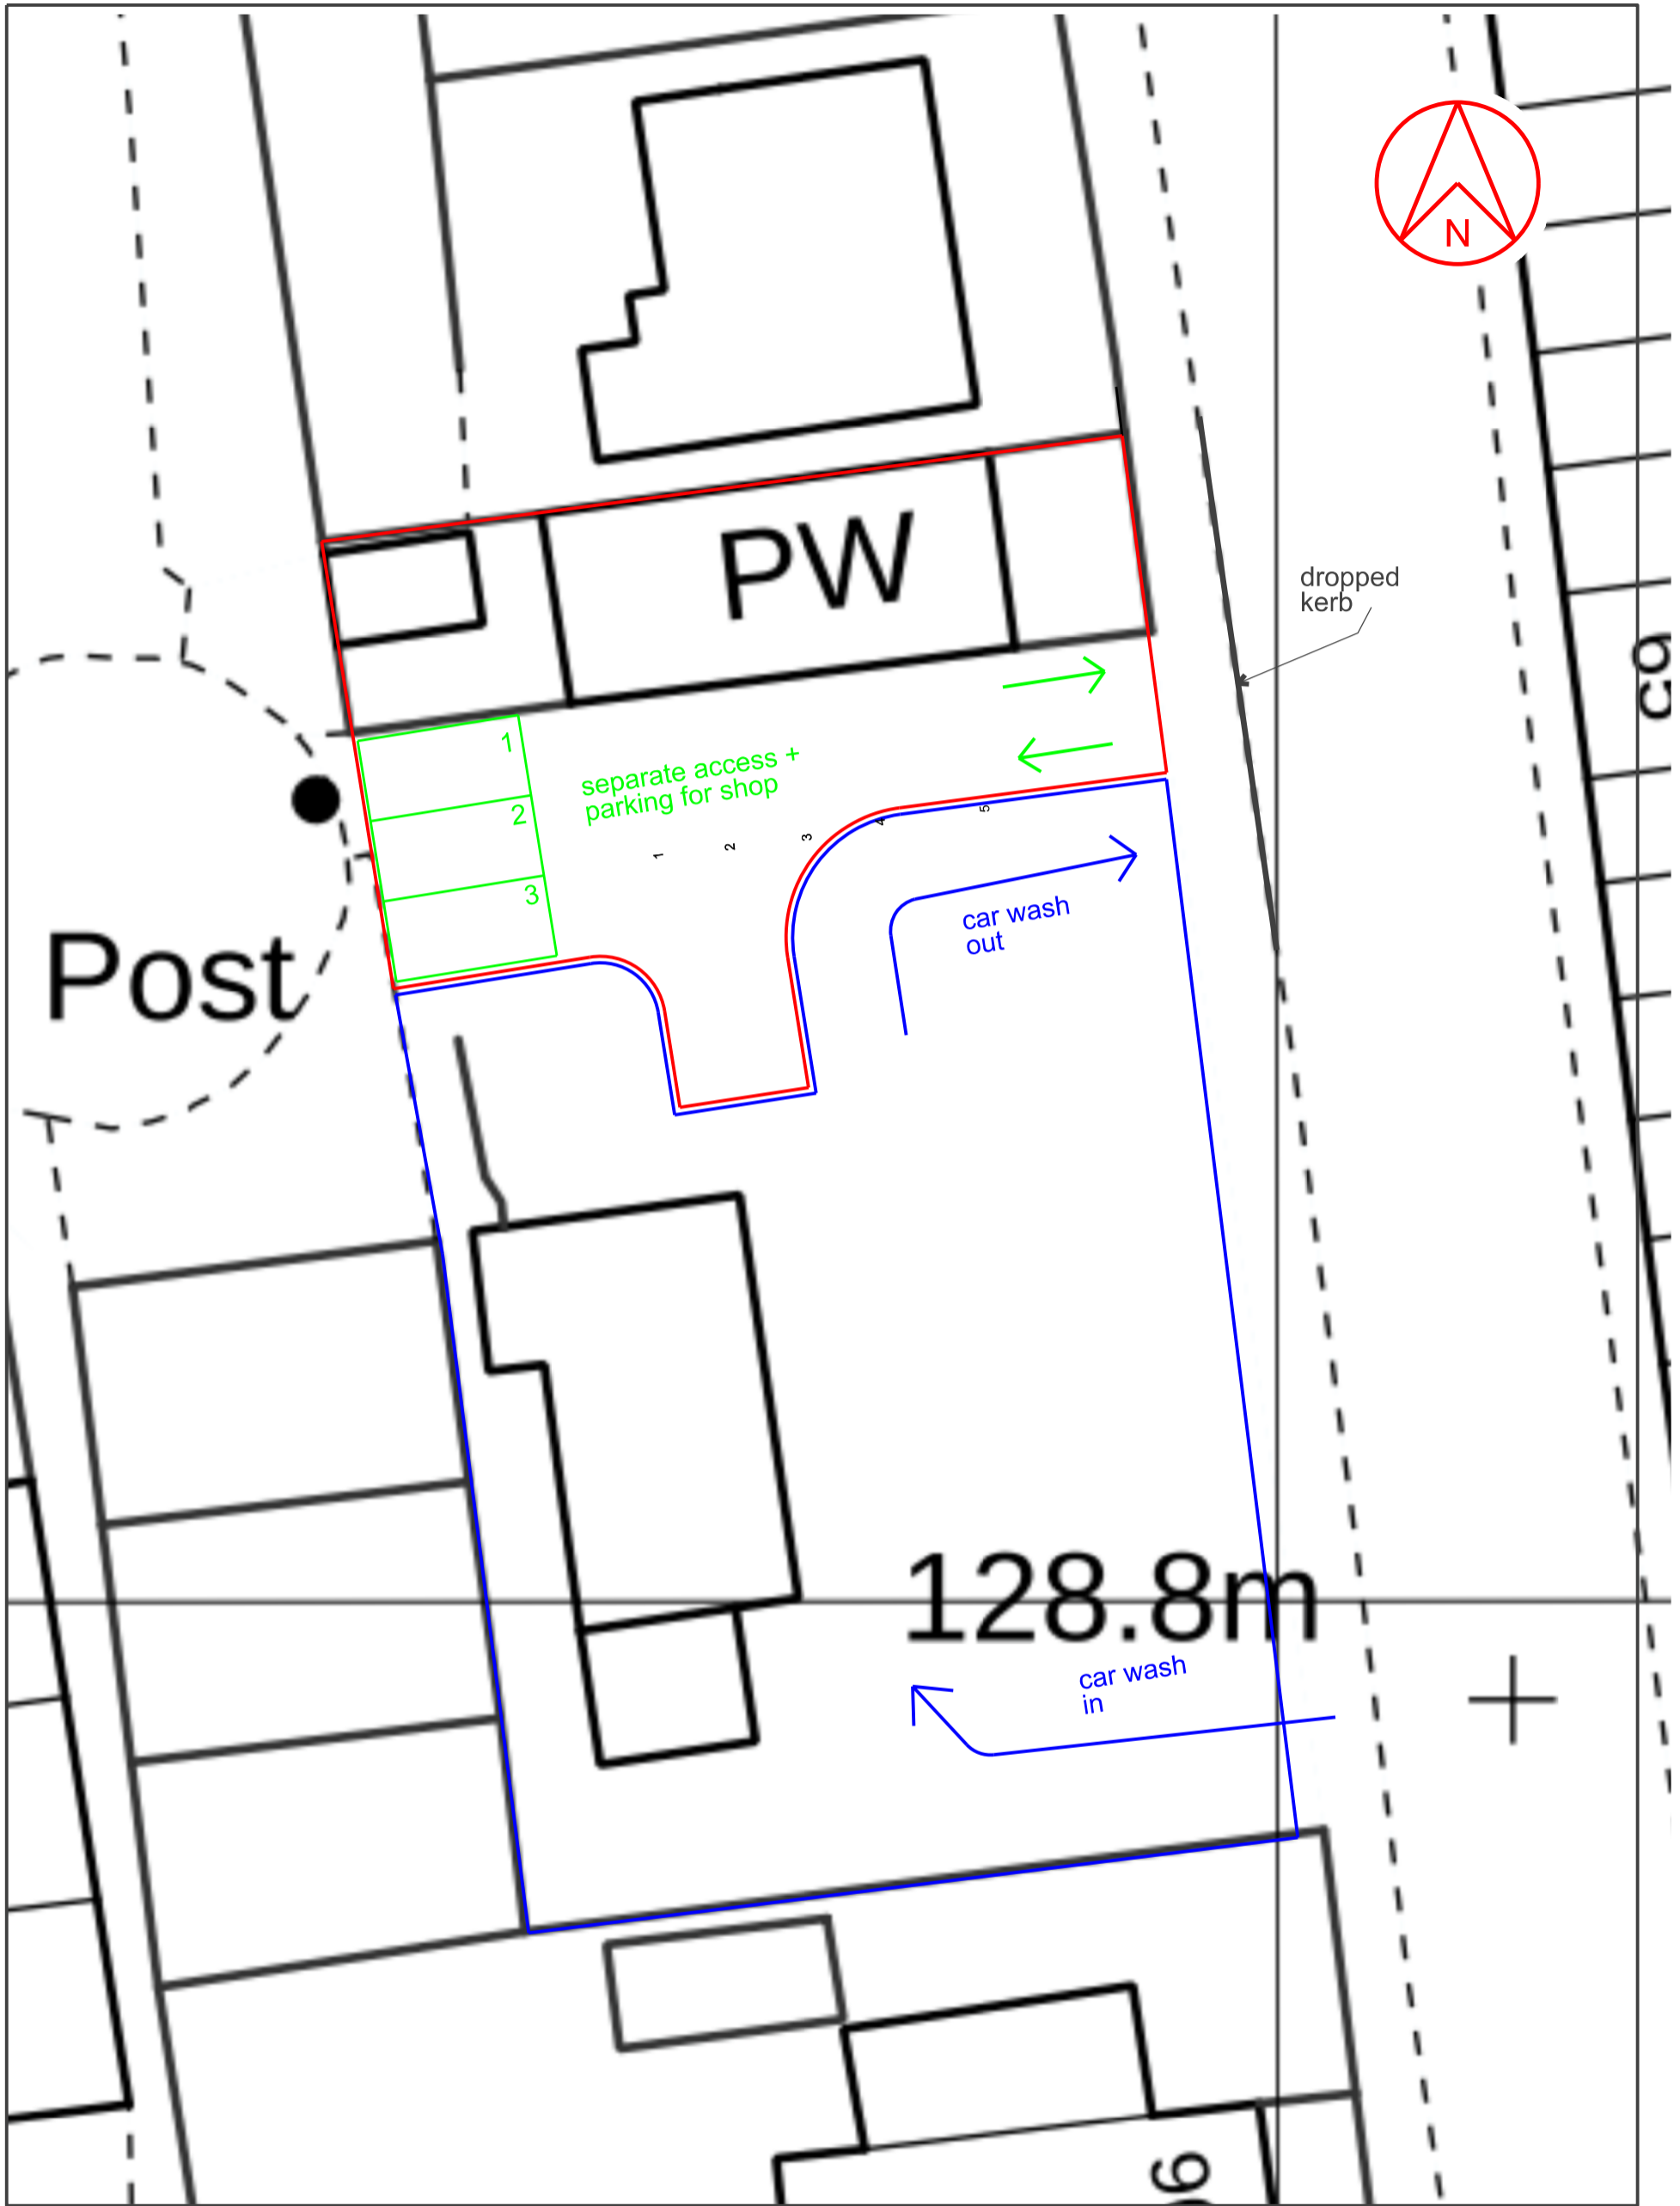 N
PW
dropped
kerb
1
separate access +
parking for shop
2
3
1
2
3
4
5
car wash
out
Post
128.8m
car wash
in